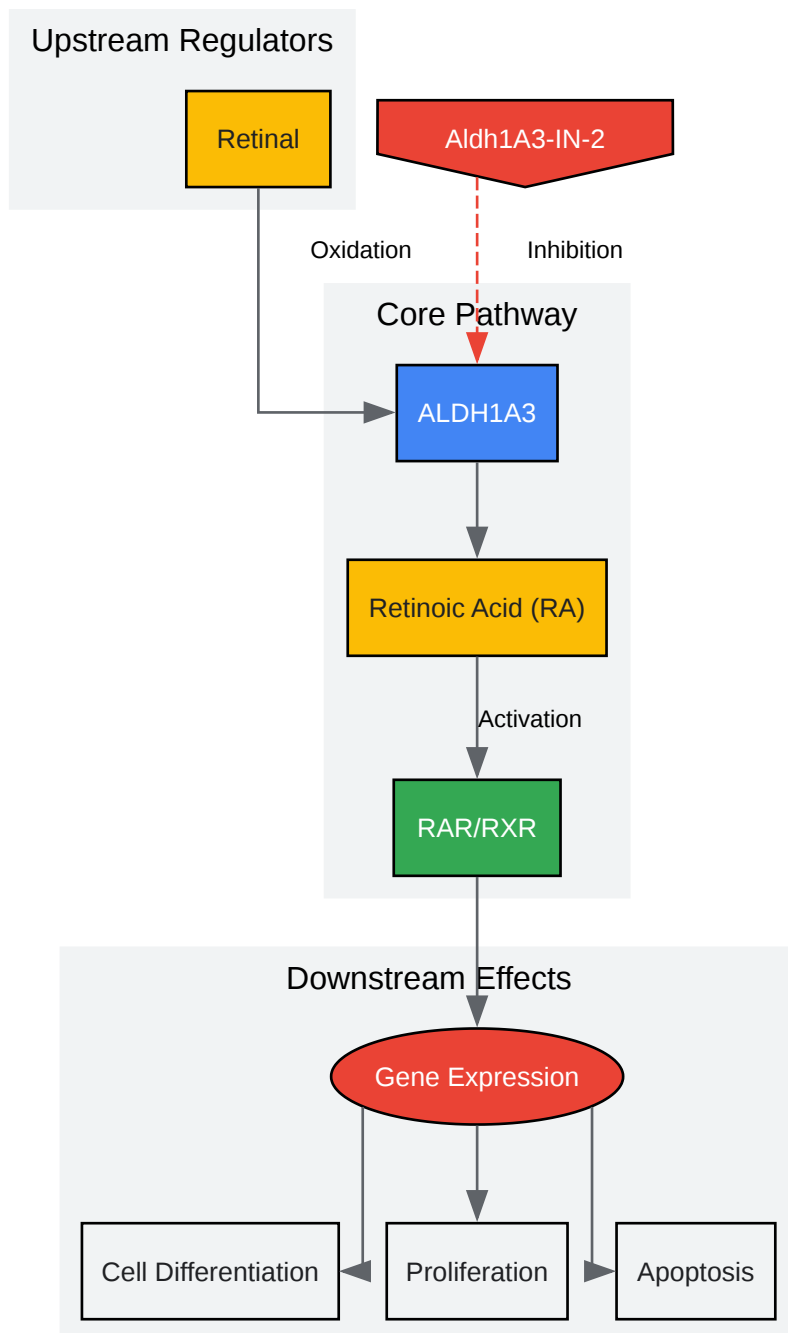 Upstream Regulators
Retinal
Aldh1A3-IN-2
Oxidation
Inhibition
Core Pathway
ALDH1A3
Retinoic Acid (RA)
Activation
RAR/RXR
Downstream Effects
Gene Expression
Cell Differentiation
Proliferation
Apoptosis